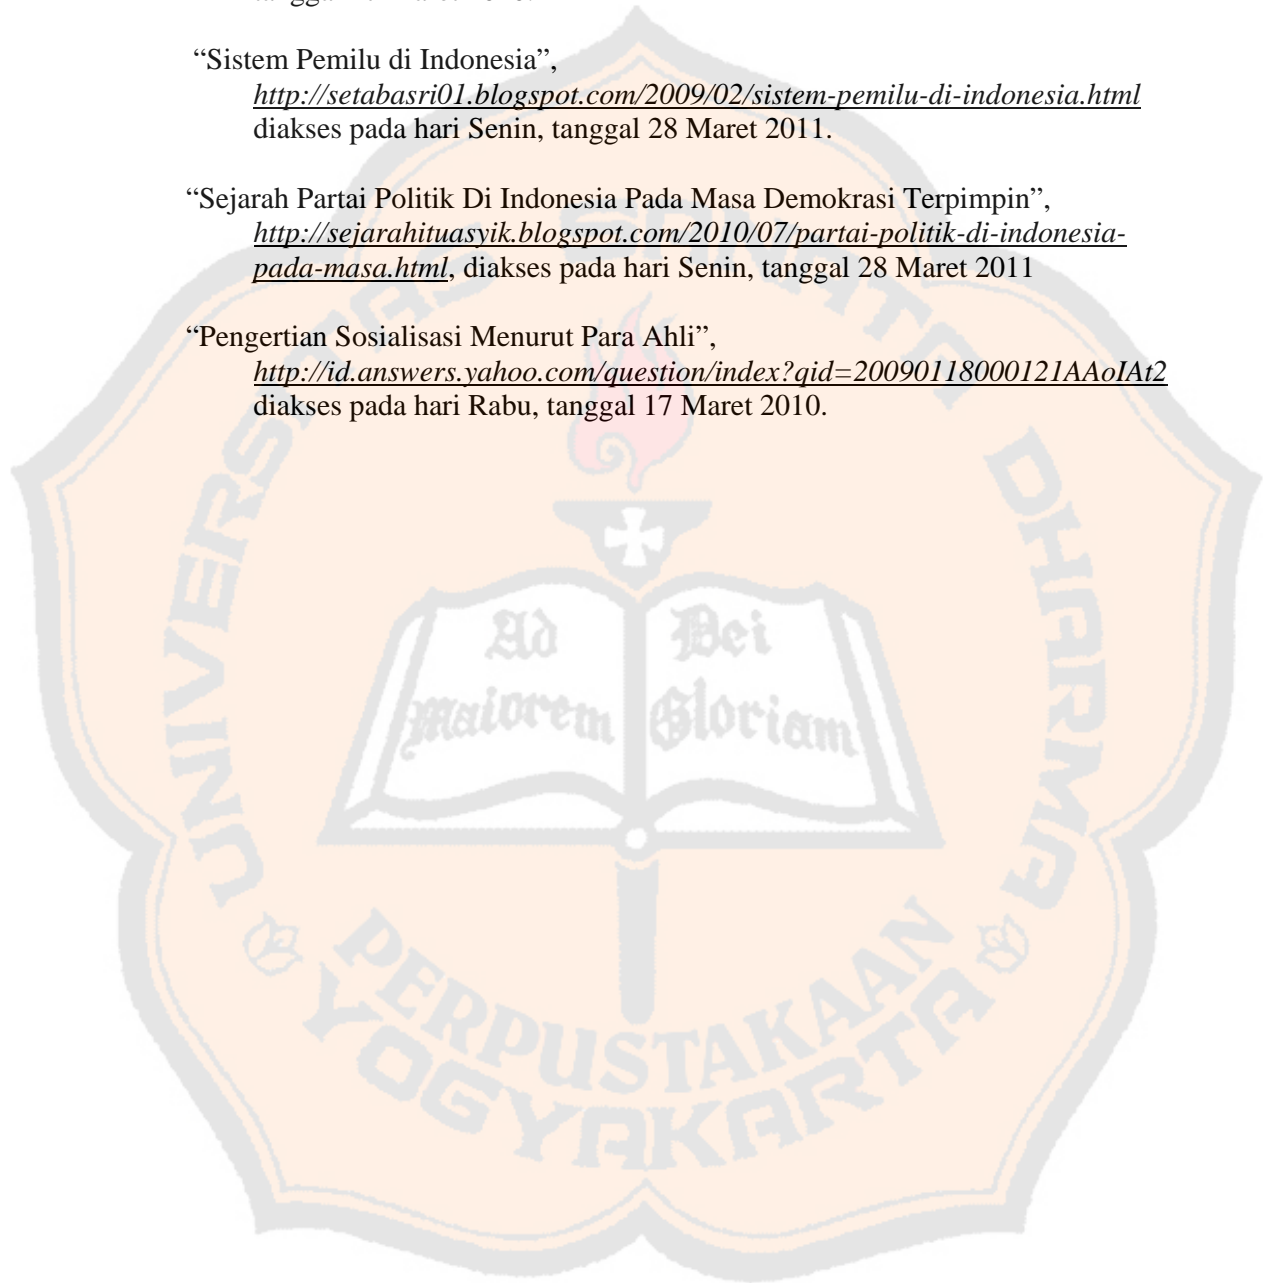 “Sistem Pemilu di Indonesia”,
http://setabasri01.blogspot.com/2009/02/sistem-pemilu-di-indonesia.html
diakses pada hari Senin, tanggal 28 Maret 2011.
“Sejarah Partai Politik Di Indonesia Pada Masa Demokrasi Terpimpin”,
http://sejarahituasyik.blogspot.com/2010/07/partai-politik-di-indonesia-
pada-masa.html, diakses pada hari Senin, tanggal 28 Maret 2011
“Pengertian Sosialisasi Menurut Para Ahli”,
http://id.answers.yahoo.com/question/index?qid=20090118000121AAoIAt2
diakses pada hari Rabu, tanggal 17 Maret 2010.
UNIVERSITAS SANATA DHARMA
Ad Dei
Maiorem Gloriam
PERPUSTAKAAN
YOGYAKARTA